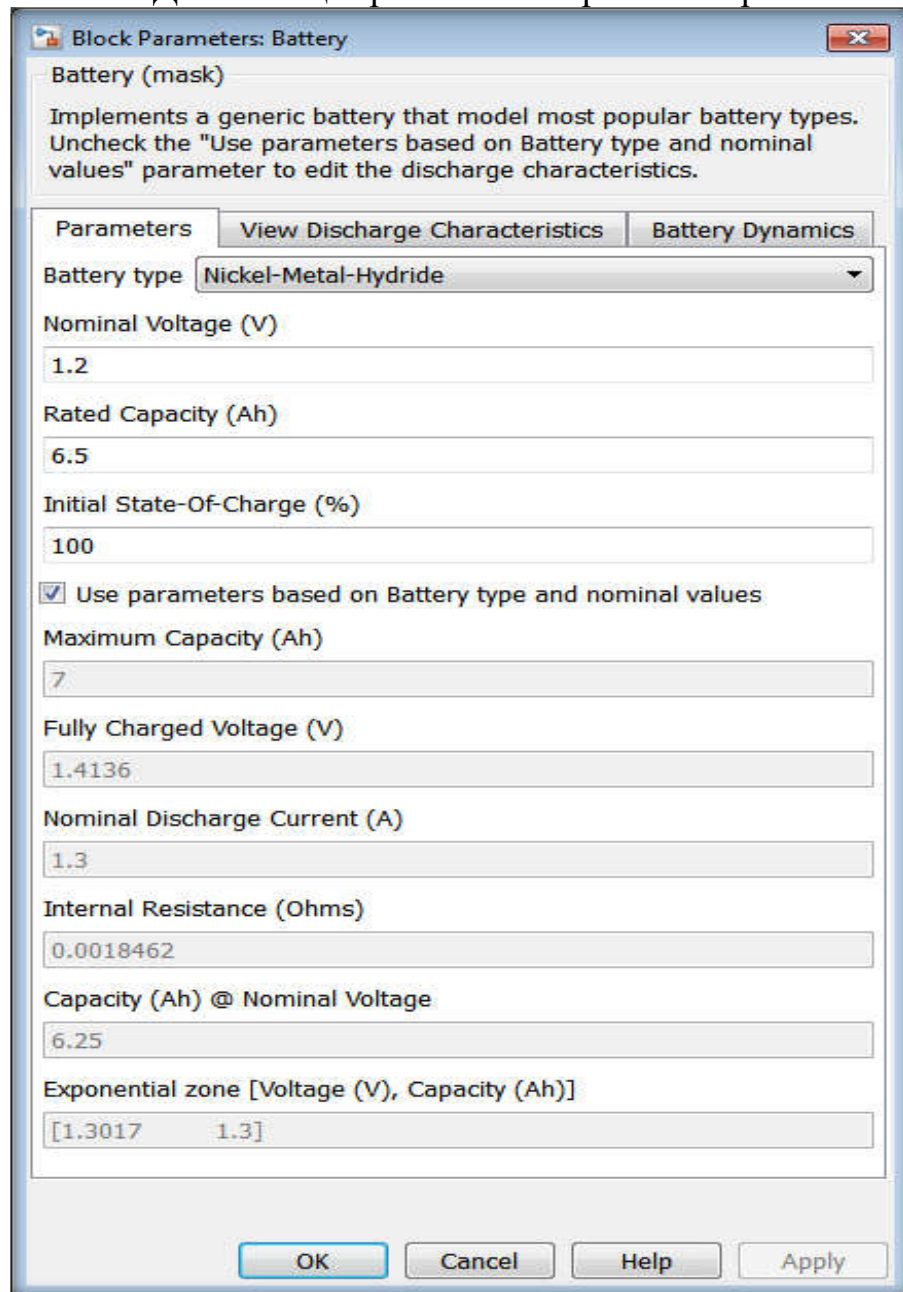 Block Parameters: Battery
Battery (mask)
Implements a generic battery that model most popular battery types.
Uncheck the "Use parameters based on Battery type and nominal
values" parameter to edit the discharge characteristics.
Parameters View Discharge Characteristics Battery Dynamics
Battery type Nickel-Metal-Hydride
Nominal Voltage (V)
1.2
Rated Capacity (Ah)
6.5
Initial State-Of-Charge (%)
100
Use parameters based on Battery type and nominal values
Maximum Capacity (Ah)
7
Fully Charged Voltage (V)
1.4136
Nominal Discharge Current (A)
1.3
Internal Resistance (Ohms)
0.0018462
Capacity (Ah) @ Nominal Voltage
6.25
Exponential zone [Voltage (V), Capacity (Ah)]
[1.3017 1.3]
OK Cancel Help Apply